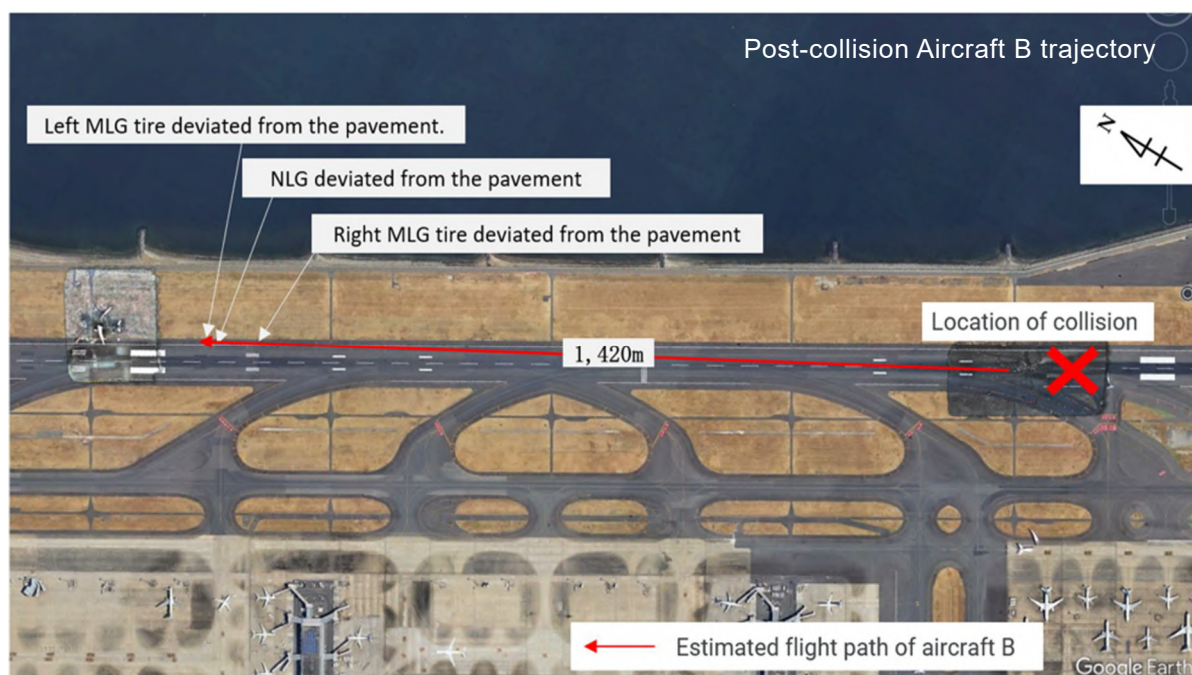 Post-collision Aircraft B trajectory
N
Left MLG tire deviated from the pavement.
NLG deviated from the pavement
Right MLG tire deviated from the pavement
Location of collision
1,420m
Estimated flight path of aircraft B
Google Earth